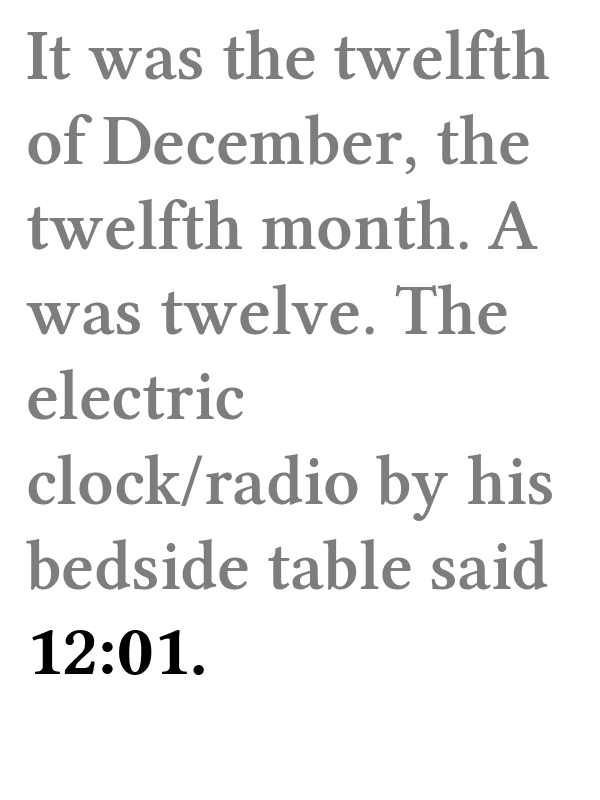 It was the twelfth
of December, the
twelfth month. A
was twelve. The
electric
clock/radio by his
bedside table said
12:01.